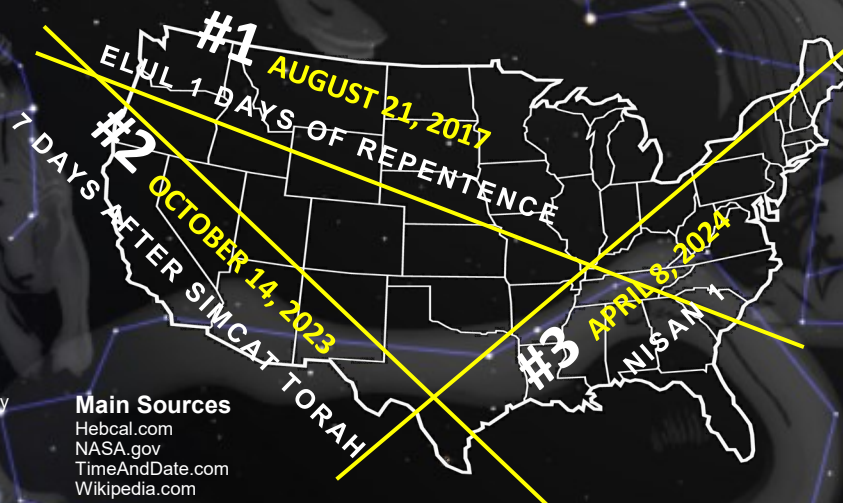 #1
AUGUST 21, 2017
ELUL 1 DAYS OF REPENTENCE
#2
OCTOBER 14, 2023
7 DAYS AFTER SIMCAT TORAH
#3
APRIL 8, 2024
NISAN 1
y
Main Sources
Hebcal.com
NASA.gov
TimeAndDate.com
Wikipedia.com